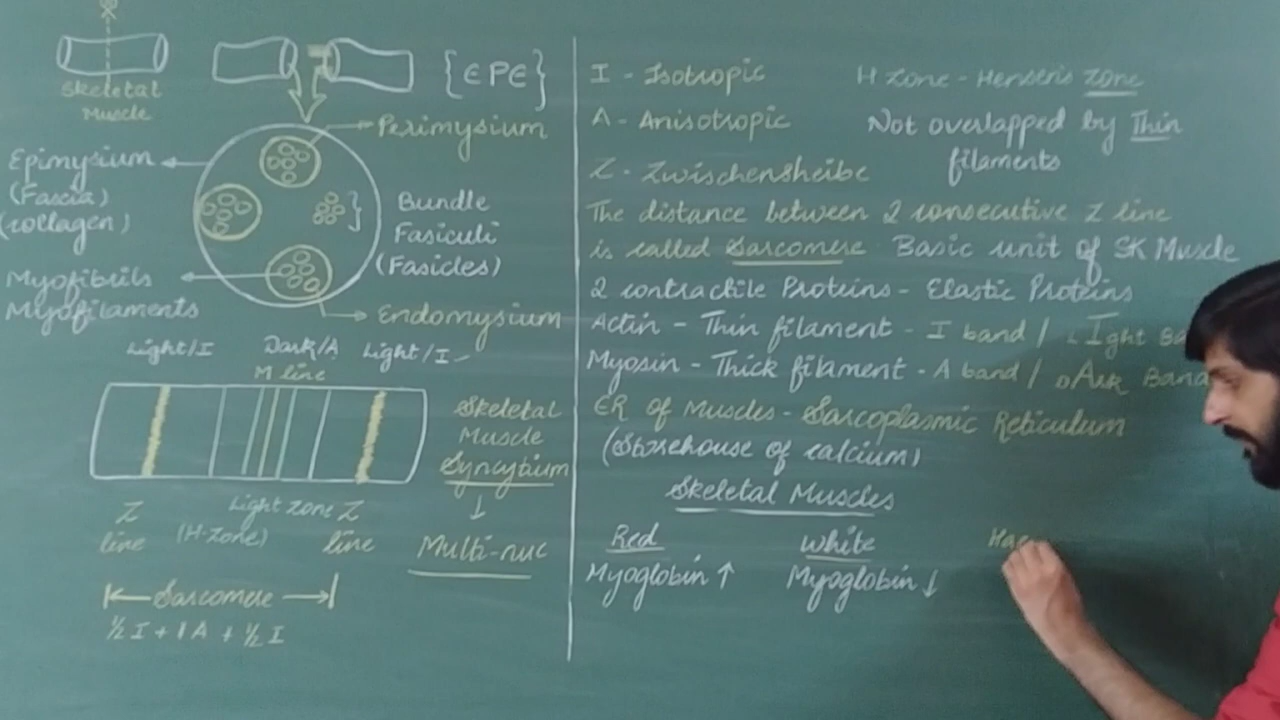 Skeletal
Muscle
{EPE}
Perimysium
Epimysium
(Fascia)
(collagen)
Bundle
Fasiculi
(Fasicles)
Myofibrils
Myofilaments
Endomysium
Light/I Dark/A Light/I
M line
Skeletal
Muscle
Syncytium
↓
Multi-nuc
Z
line
Light zone
(H-zone)
Z
line
Sarcomere
½ I + 1 A + ½ I
I - Isotropic
A - Anisotropic
Z - Zwischensheibe
H zone - Hensen's zone
Not overlapped by Thin
filaments
The distance between 2 consecutive Z line
is called Sarcomere. Basic unit of SK Muscle
2 contractile Proteins - Elastic Proteins
Actin - Thin filament - I band / LIght
Myosin - Thick filament - A band / DArk Band
ER of Muscles - Sarcoplasmic Reticulum
(Storehouse of calcium)
Skeletal Muscles
Red
Myoglobin ↑
White
Myoglobin ↓